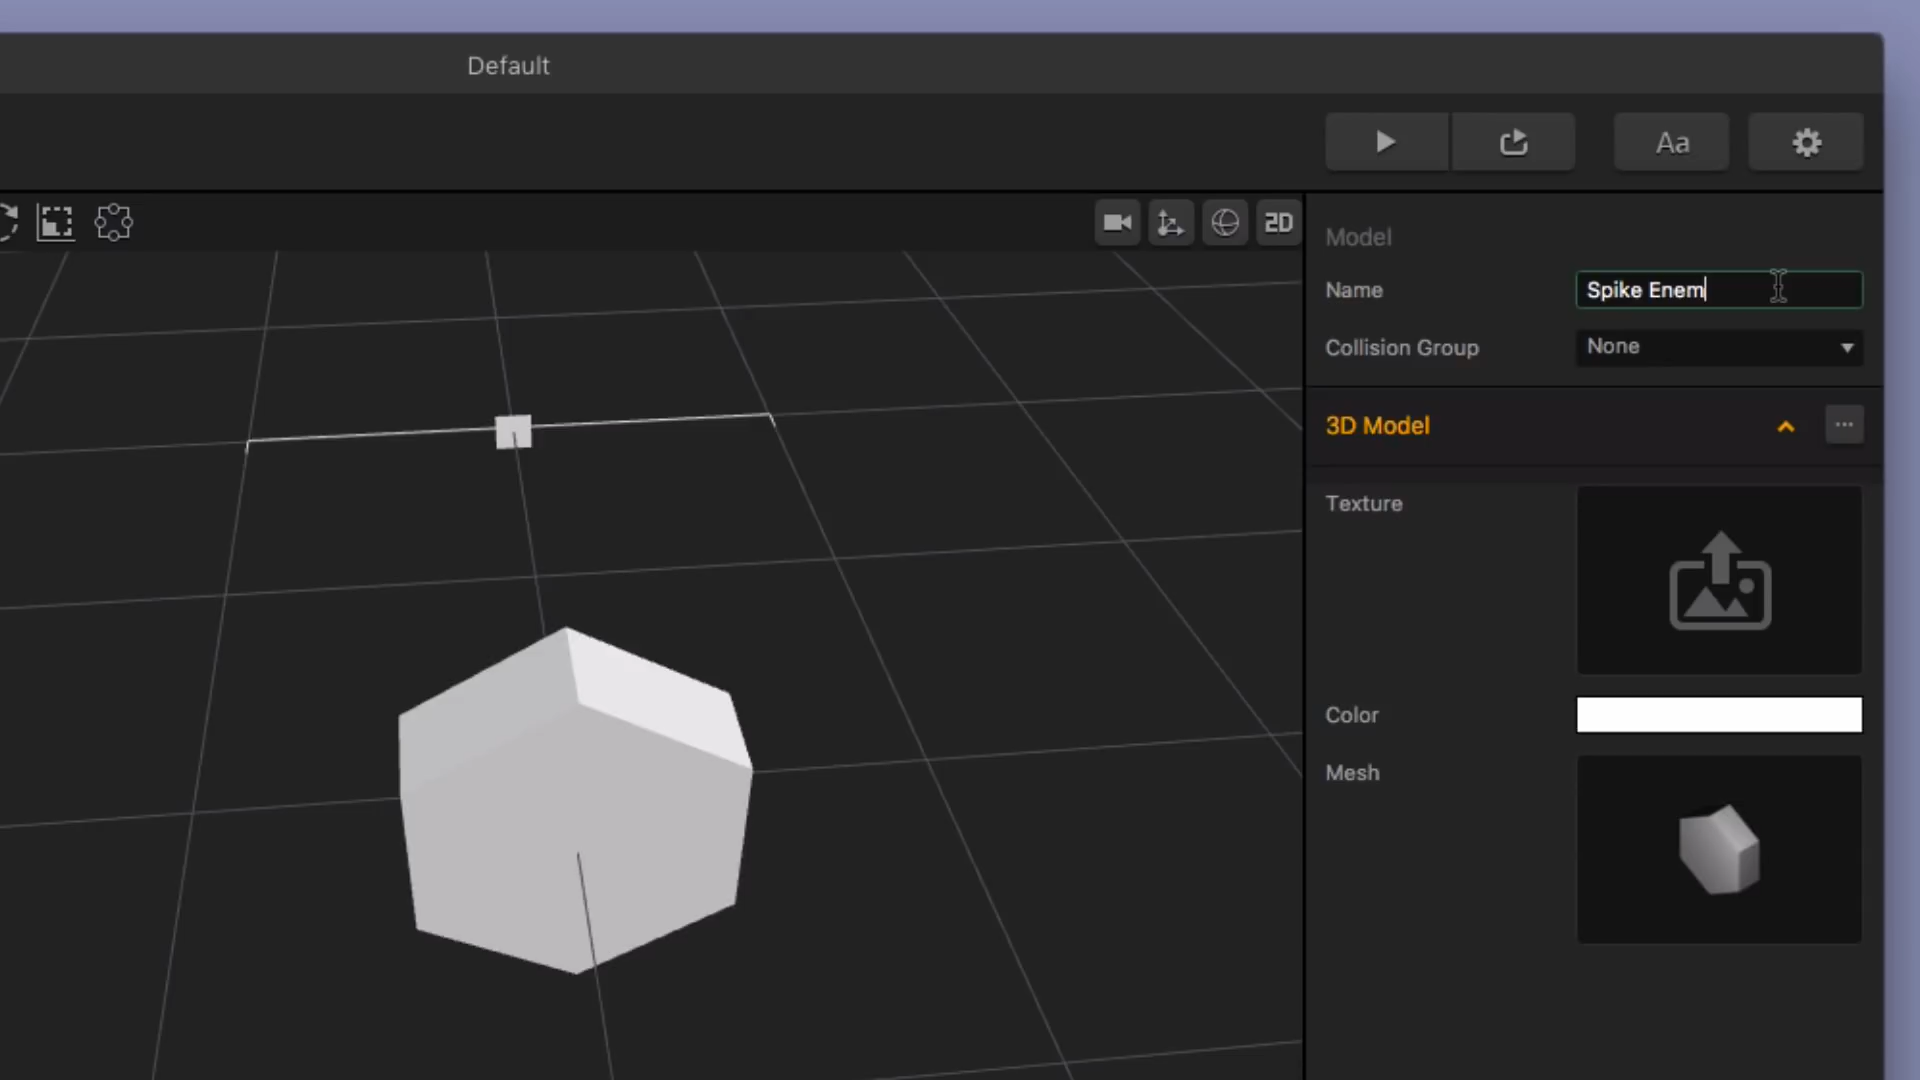 Default
Aa
2D
Model
Name
Spike Enem
Collision Group
None
3D Model
Texture
Color
Mesh